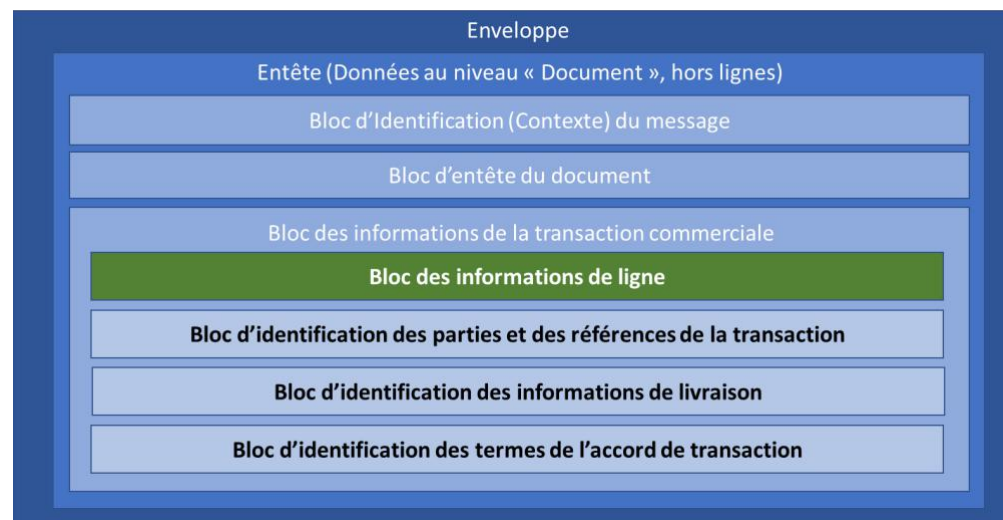 Enveloppe
Entête (Données au niveau « Document », hors lignes)
Bloc d’Identification (Contexte) du message
Bloc d’entête du document
Bloc des informations de la transaction commerciale
Bloc des informations de ligne
Bloc d’identification des parties et des références de la transaction
Bloc d’identification des informations de livraison
Bloc d’identification des termes de l’accord de transaction